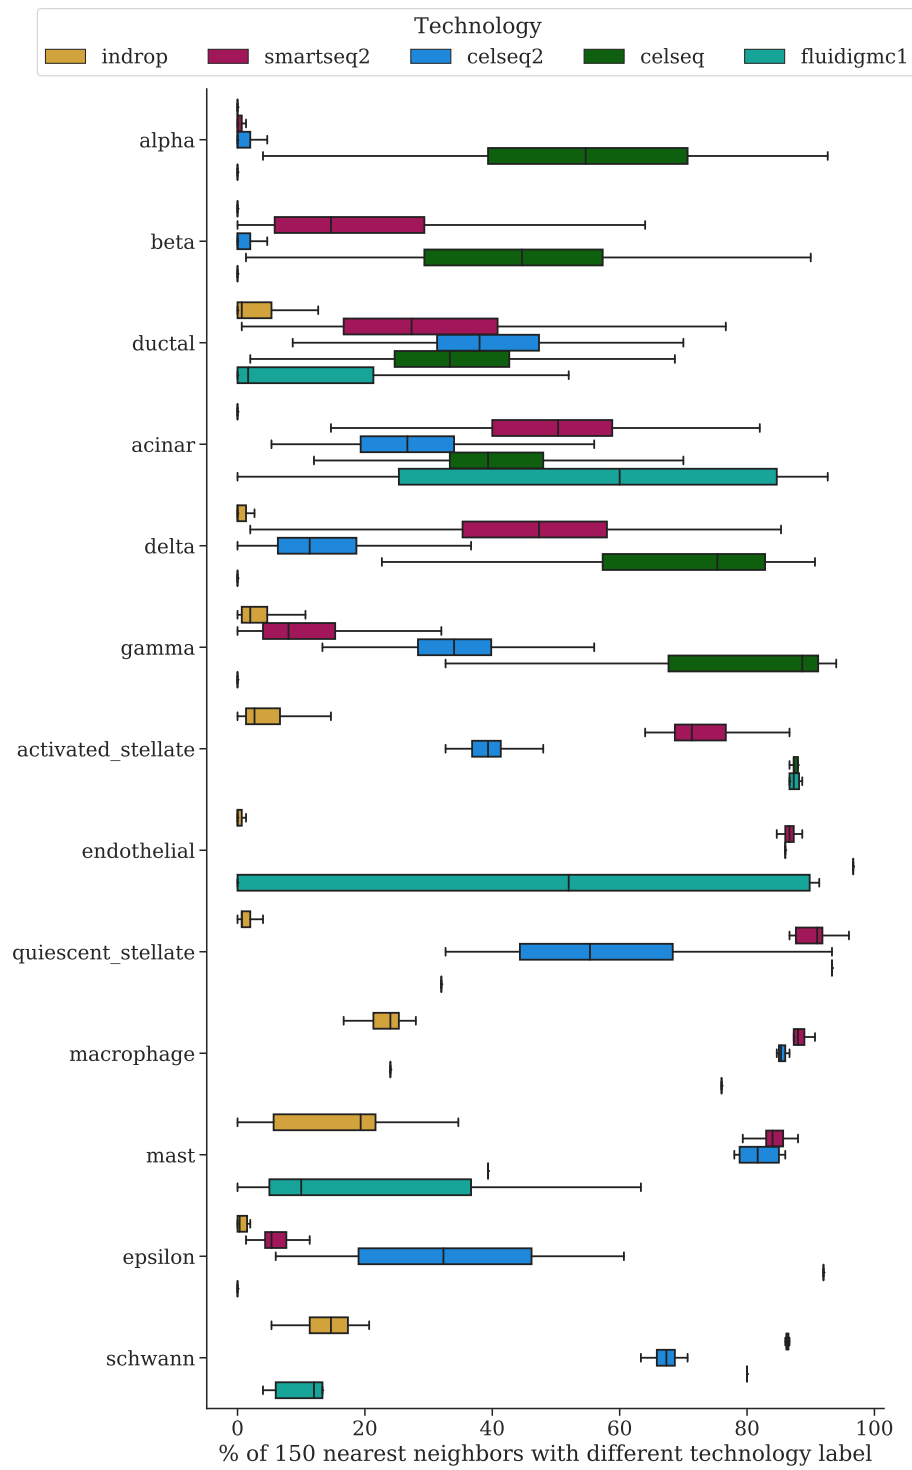 Technology
indrop smartseq2 celseq2 celseq fluidigmc1
alpha
beta
ductal
acinar
delta
gamma
activated_stellate
endothelial
quiescent_stellate
macrophage
mast
epsilon
schwann
0 20 40 60 80 100
% of 150 nearest neighbors with different technology label